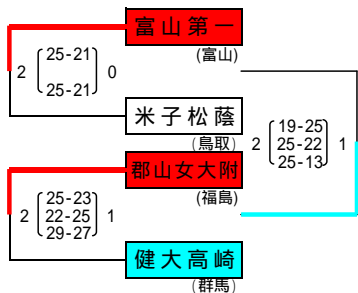 富山第一
(富山)
2 25-21 0
25-21
米子松蔭
(鳥取)
2 19-25 1
25-22
25-13
郡山女大附
(福島)
2 25-23 1
22-25
29-27
健大高崎
(群馬)